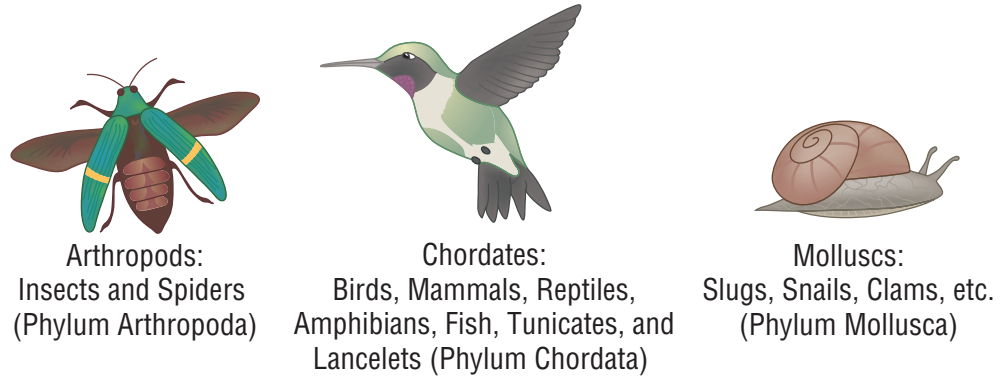 Arthropods:
Insects and Spiders
(Phylum Arthropoda)
Chordates:
Birds, Mammals, Reptiles,
Amphibians, Fish, Tunicates, and
Lancelets (Phylum Chordata)
Molluscs:
Slugs, Snails, Clams, etc.
(Phylum Mollusca)